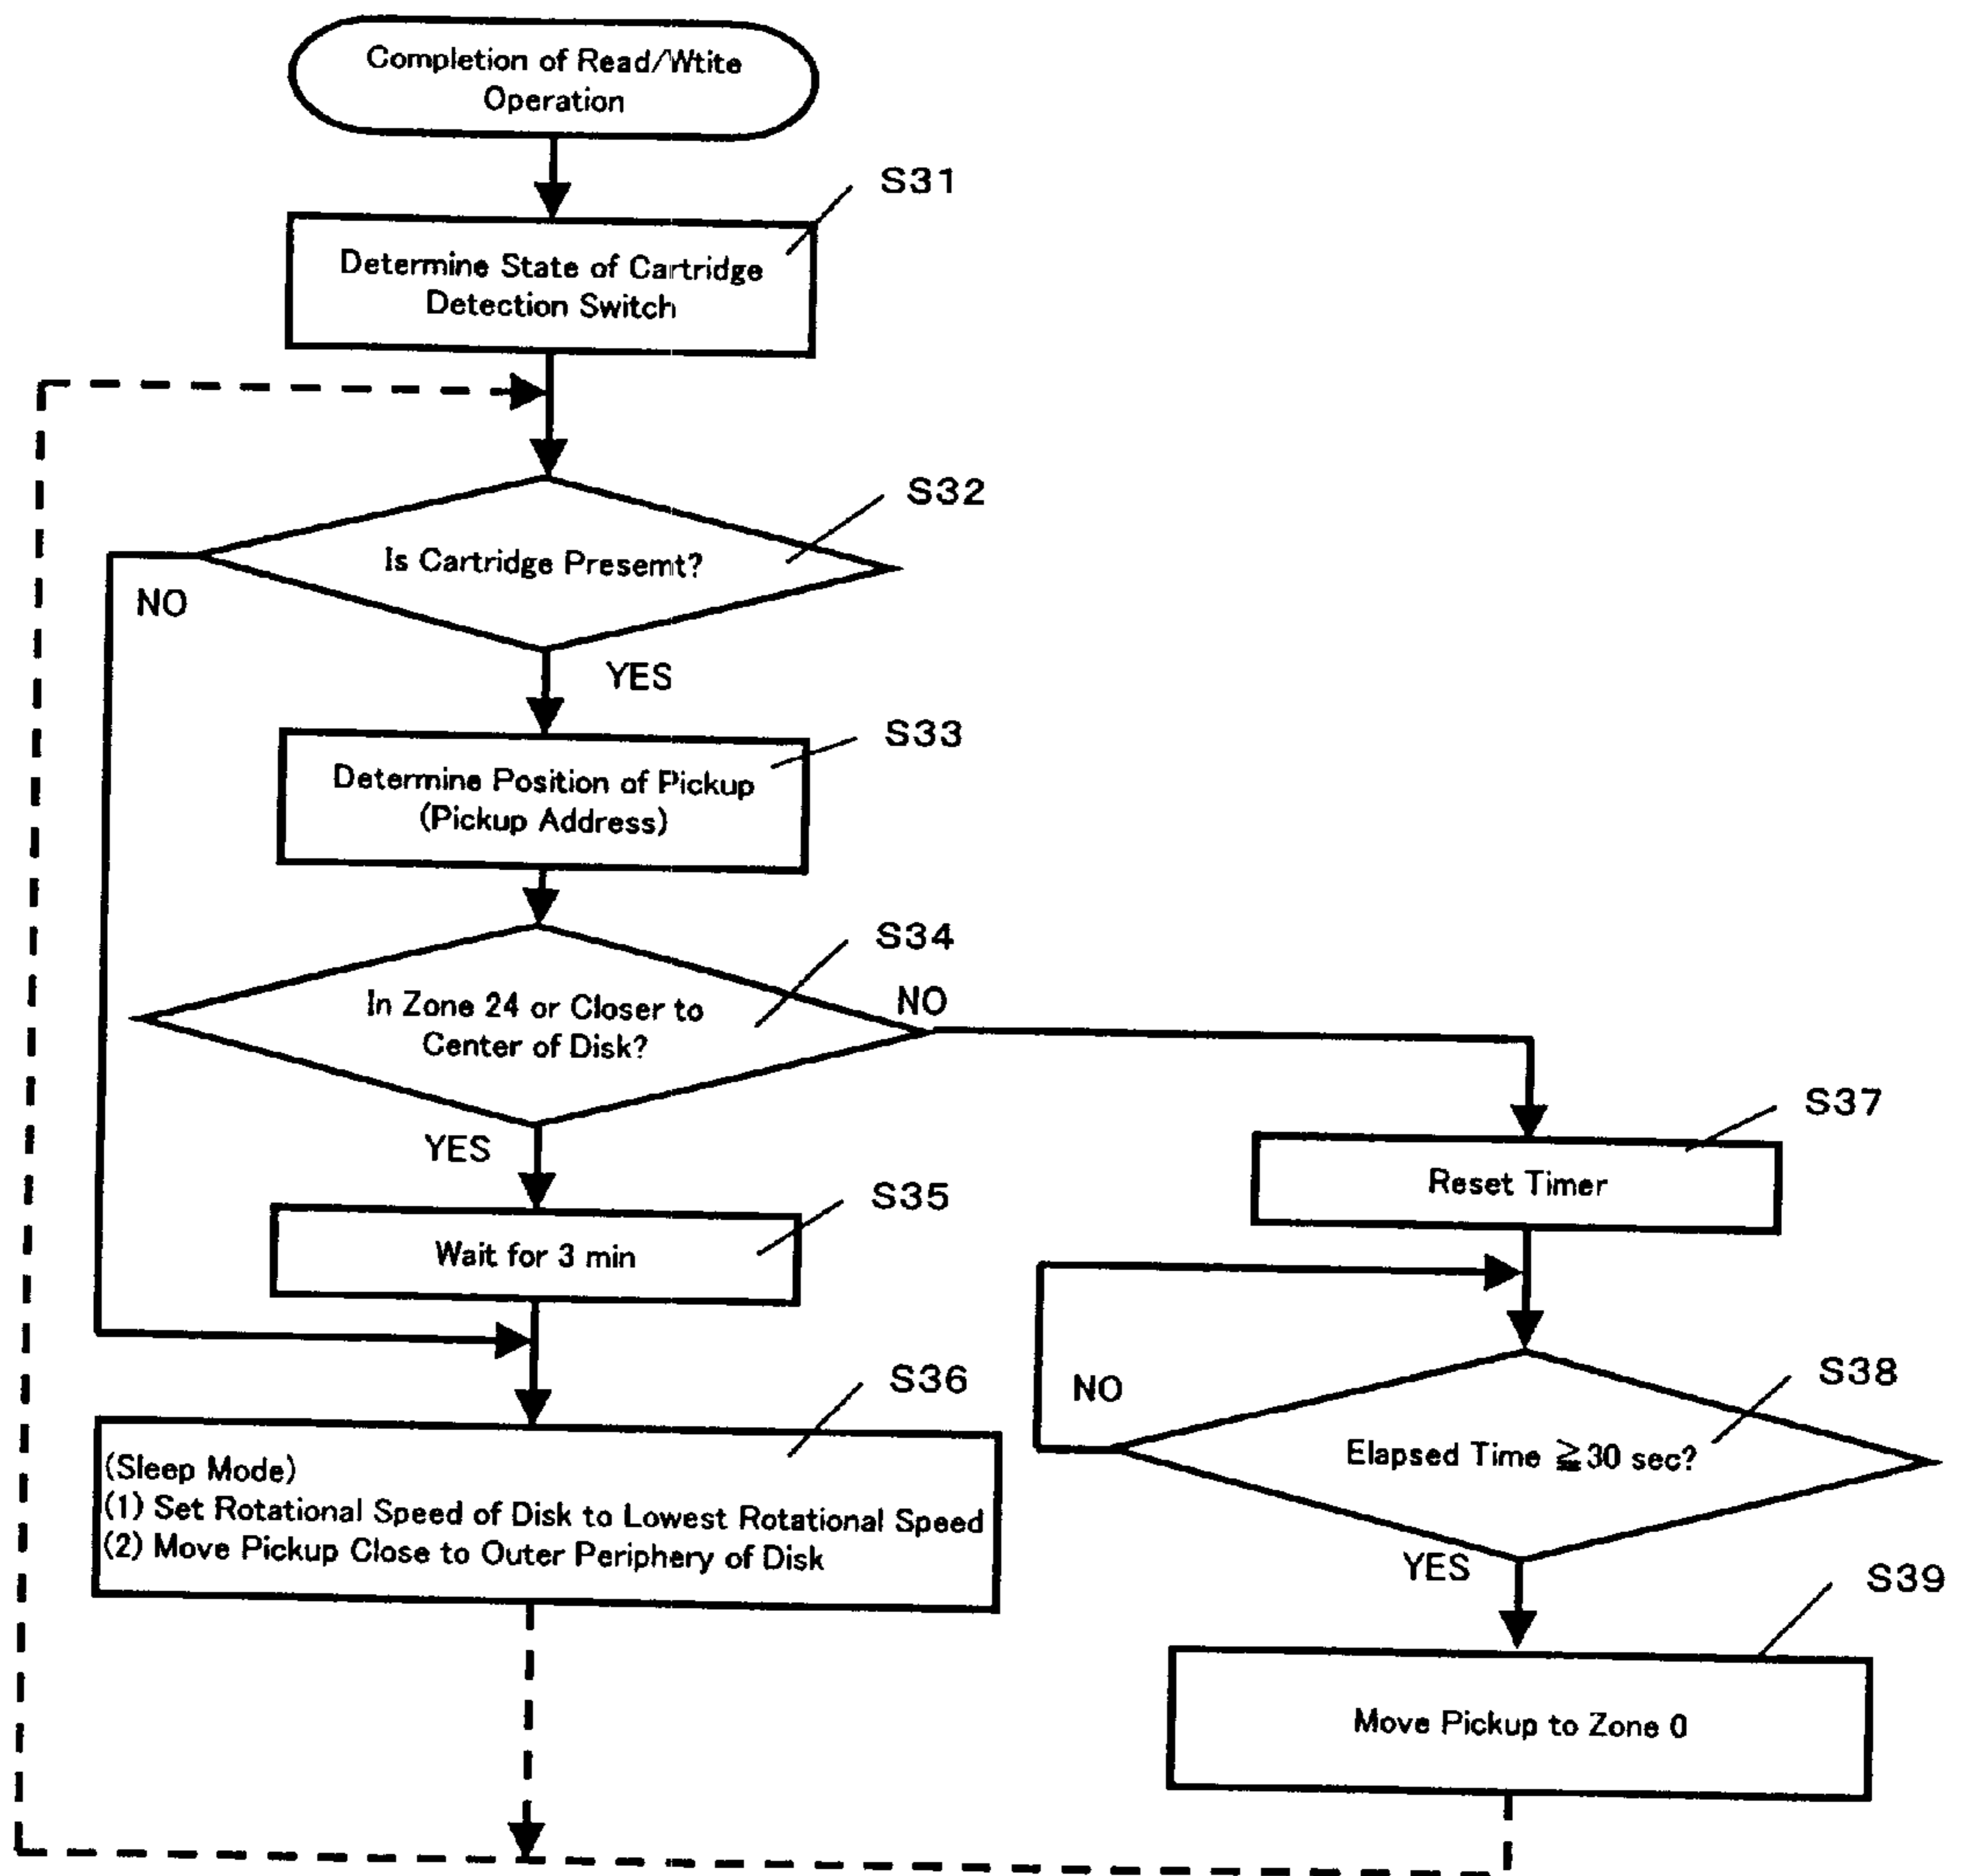 Completion of Read/Wtite
Operation
S31
Determine State of Cartridge
Detection Switch
S32
Is Cartridge Presemt?
NO
YES
S33
Determine Position of Pickup
(Pickup Address)
S34
In Zone 24 or Closer to
Center of Disk?
NO
YES
S35
Wait for 3 min
S36
(Sleep Mode)
(1) Set Rotational Speed of Disk to Lowest Rotational Speed
(2) Move Pickup Close to Outer Periphery of Disk
S37
Reset Timer
S38
NO
Elapsed Time ≧30 sec?
YES
S39
Move Pickup to Zone 0